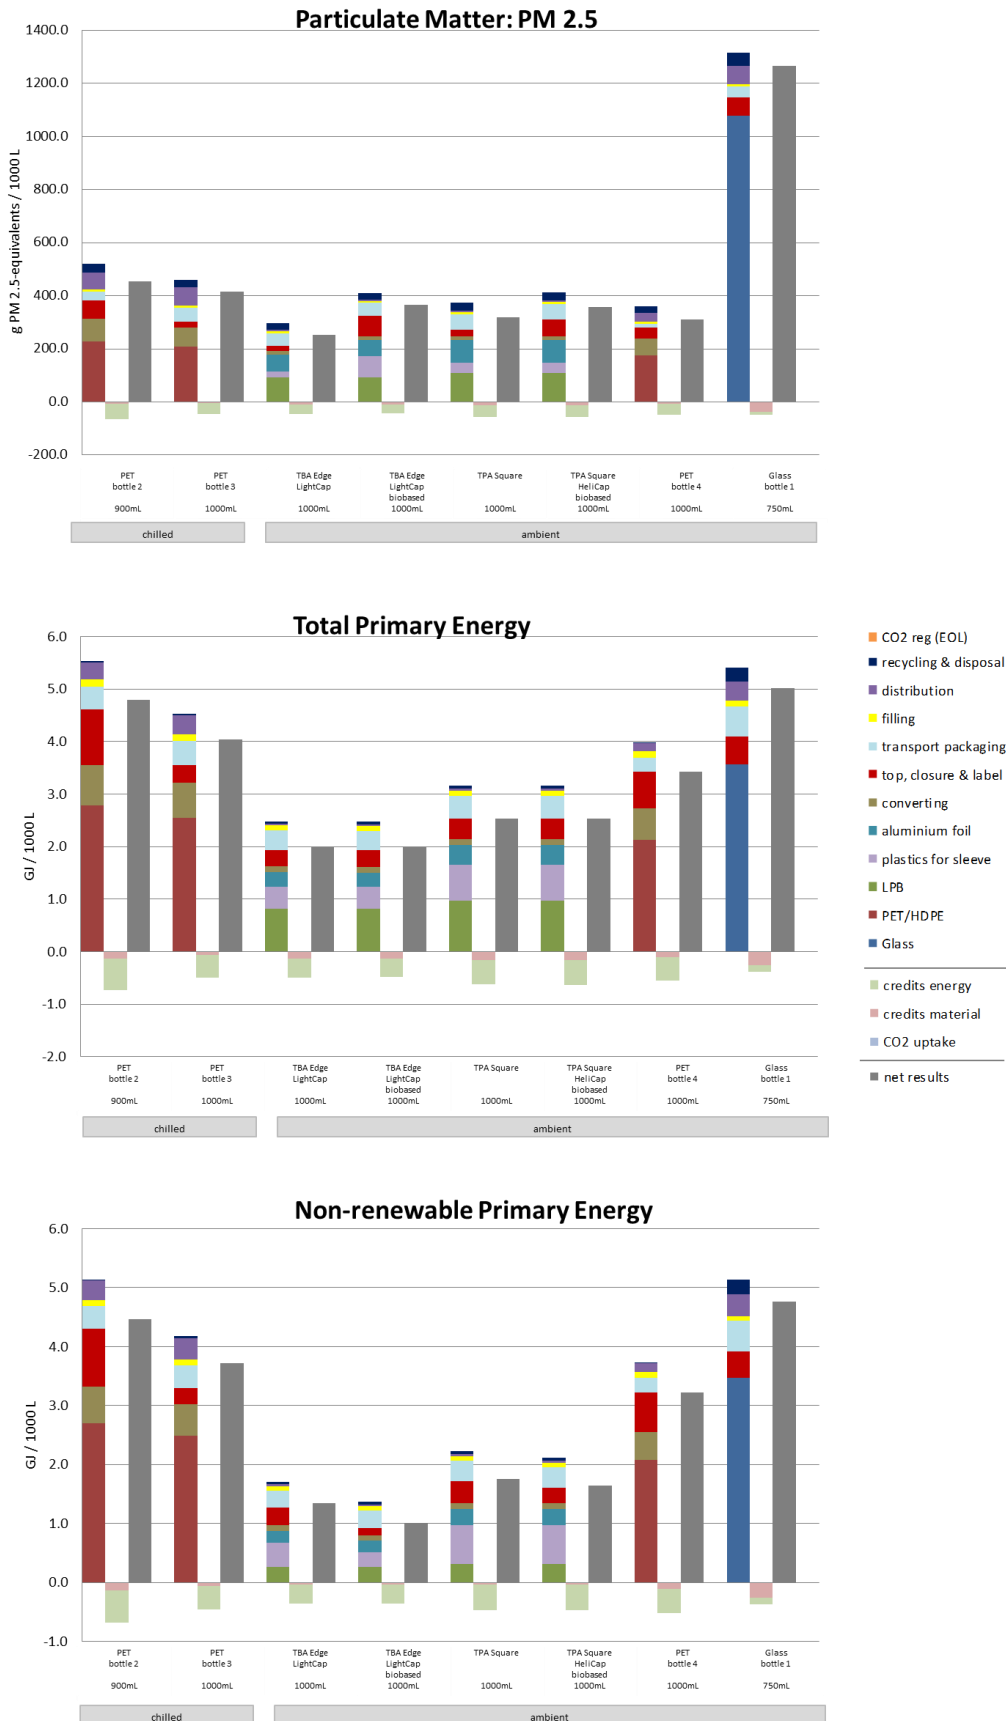 Particulate Matter: PM 2.5
g PM 2.5-equivalents / 1000 L
1400.0
1200.0
1000.0
800.0
600.0
400.0
200.0
0.0
-200.0
PET bottle 2 900mL
PET bottle 3 1000mL
TBA Edge LightCap 1000mL
TBA Edge LightCap biobased 1000mL
TPA Square 1000mL
TPA Square HeliCap biobased 1000mL
PET bottle 4 1000mL
Glass bottle 1 750mL
chilled
ambient
Total Primary Energy
GJ / 1000 L
6.0
5.0
4.0
3.0
2.0
1.0
0.0
-1.0
-2.0
PET bottle 2 900mL
PET bottle 3 1000mL
TBA Edge LightCap 1000mL
TBA Edge LightCap biobased 1000mL
TPA Square 1000mL
TPA Square HeliCap biobased 1000mL
PET bottle 4 1000mL
Glass bottle 1 750mL
chilled
ambient
CO2 reg (EOL)
recycling & disposal
distribution
filling
transport packaging
top, closure & label
converting
aluminium foil
plastics for sleeve
LPB
PET/HDPE
Glass
credits energy
credits material
CO2 uptake
net results
Non-renewable Primary Energy
GJ / 1000 L
6.0
5.0
4.0
3.0
2.0
1.0
0.0
-1.0
PET bottle 2 900mL
PET bottle 3 1000mL
TBA Edge LightCap 1000mL
TBA Edge LightCap biobased 1000mL
TPA Square 1000mL
TPA Square HeliCap biobased 1000mL
PET bottle 4 1000mL
Glass bottle 1 750mL
chilled
ambient